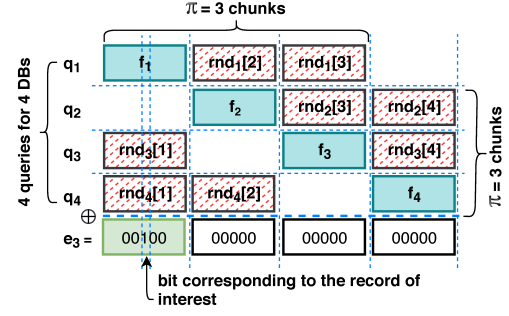 π = 3 chunks
4 queries for 4 DBs
q1 f1 rnd1[2] rnd1[3]
q2 f2 rnd2[3] rnd2[4]
q3 rnd3[1] f3 rnd3[4]
q4 rnd4[1] rnd4[2] f4
π = 3 chunks
⊕
e3 = 00100 00000 00000 00000
bit corresponding to the record of
interest